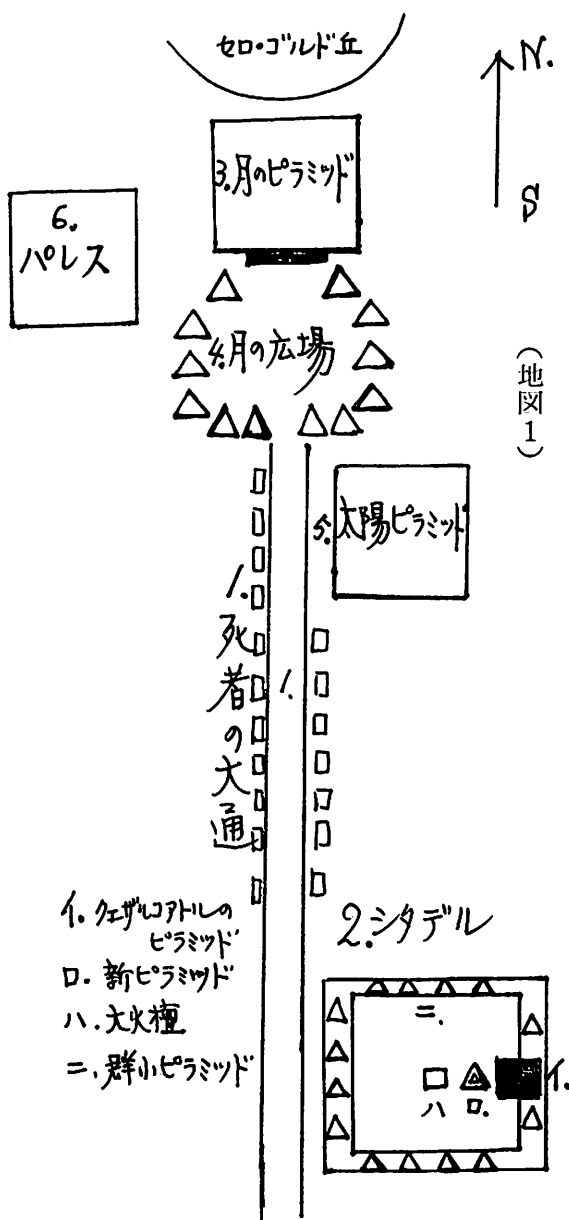 セロ・ゴルド丘
N.
S
3.月のピラミッド
6.
パレス
4.月の広場
(地図1)
5.太陽ピラミッド
1.死者の大通
1.
2.シタデル
イ.クエザルコアトルの
ピラミッド
ロ.新ピラミッド
ハ.大火檀
ニ.群小ピラミッド
ニ.
イ.
ハ
ロ.